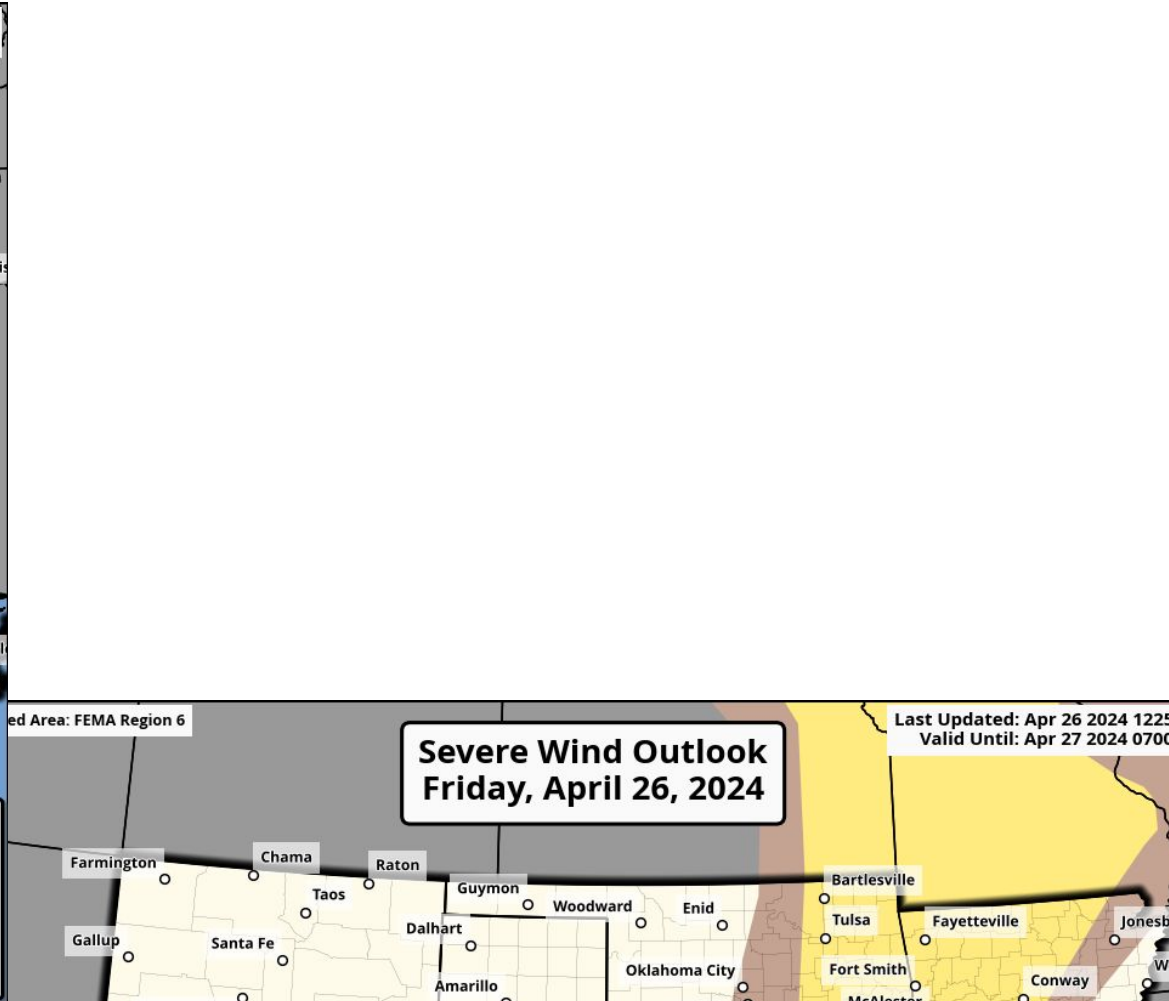 ed Area: FEMA Region 6
Severe Wind Outlook
Friday, April 26, 2024
Last Updated: Apr 26 2024 1225
Valid Until: Apr 27 2024 0700
Farmington
Chama
Raton
Taos
Guymon
Woodward
Enid
Bartlesville
Dalhart
Tulsa
Fayetteville
Jonesb
Gallup
Santa Fe
Oklahoma City
Fort Smith
Conway
Amarillo
McAlester
W